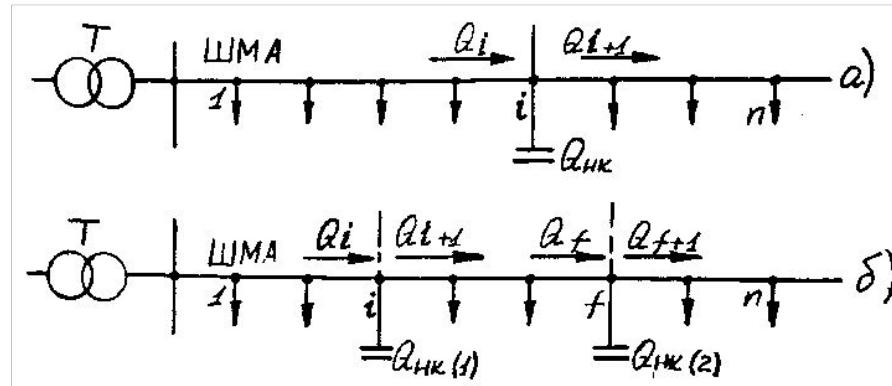 T ШМА Qi Qi+1 а)
1 i n
Qнк
T ШМА Qi Qi+1 Qf Qf+1 б)
1 i f n
Qнк(1) Qнк(2)